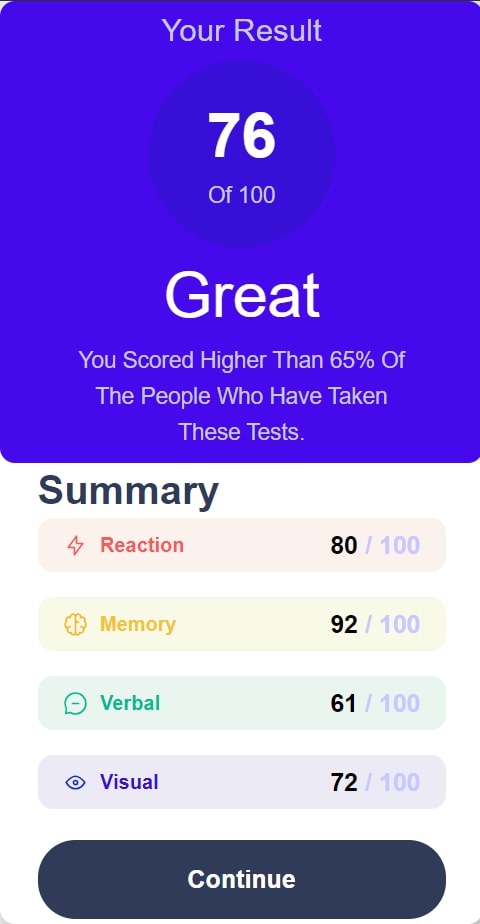 Your Result
76
Of 100
Great
You Scored Higher Than 65% Of
The People Who Have Taken
These Tests.
Summary
Reaction 80 / 100
Memory 92 / 100
Verbal 61 / 100
Visual 72 / 100
Continue